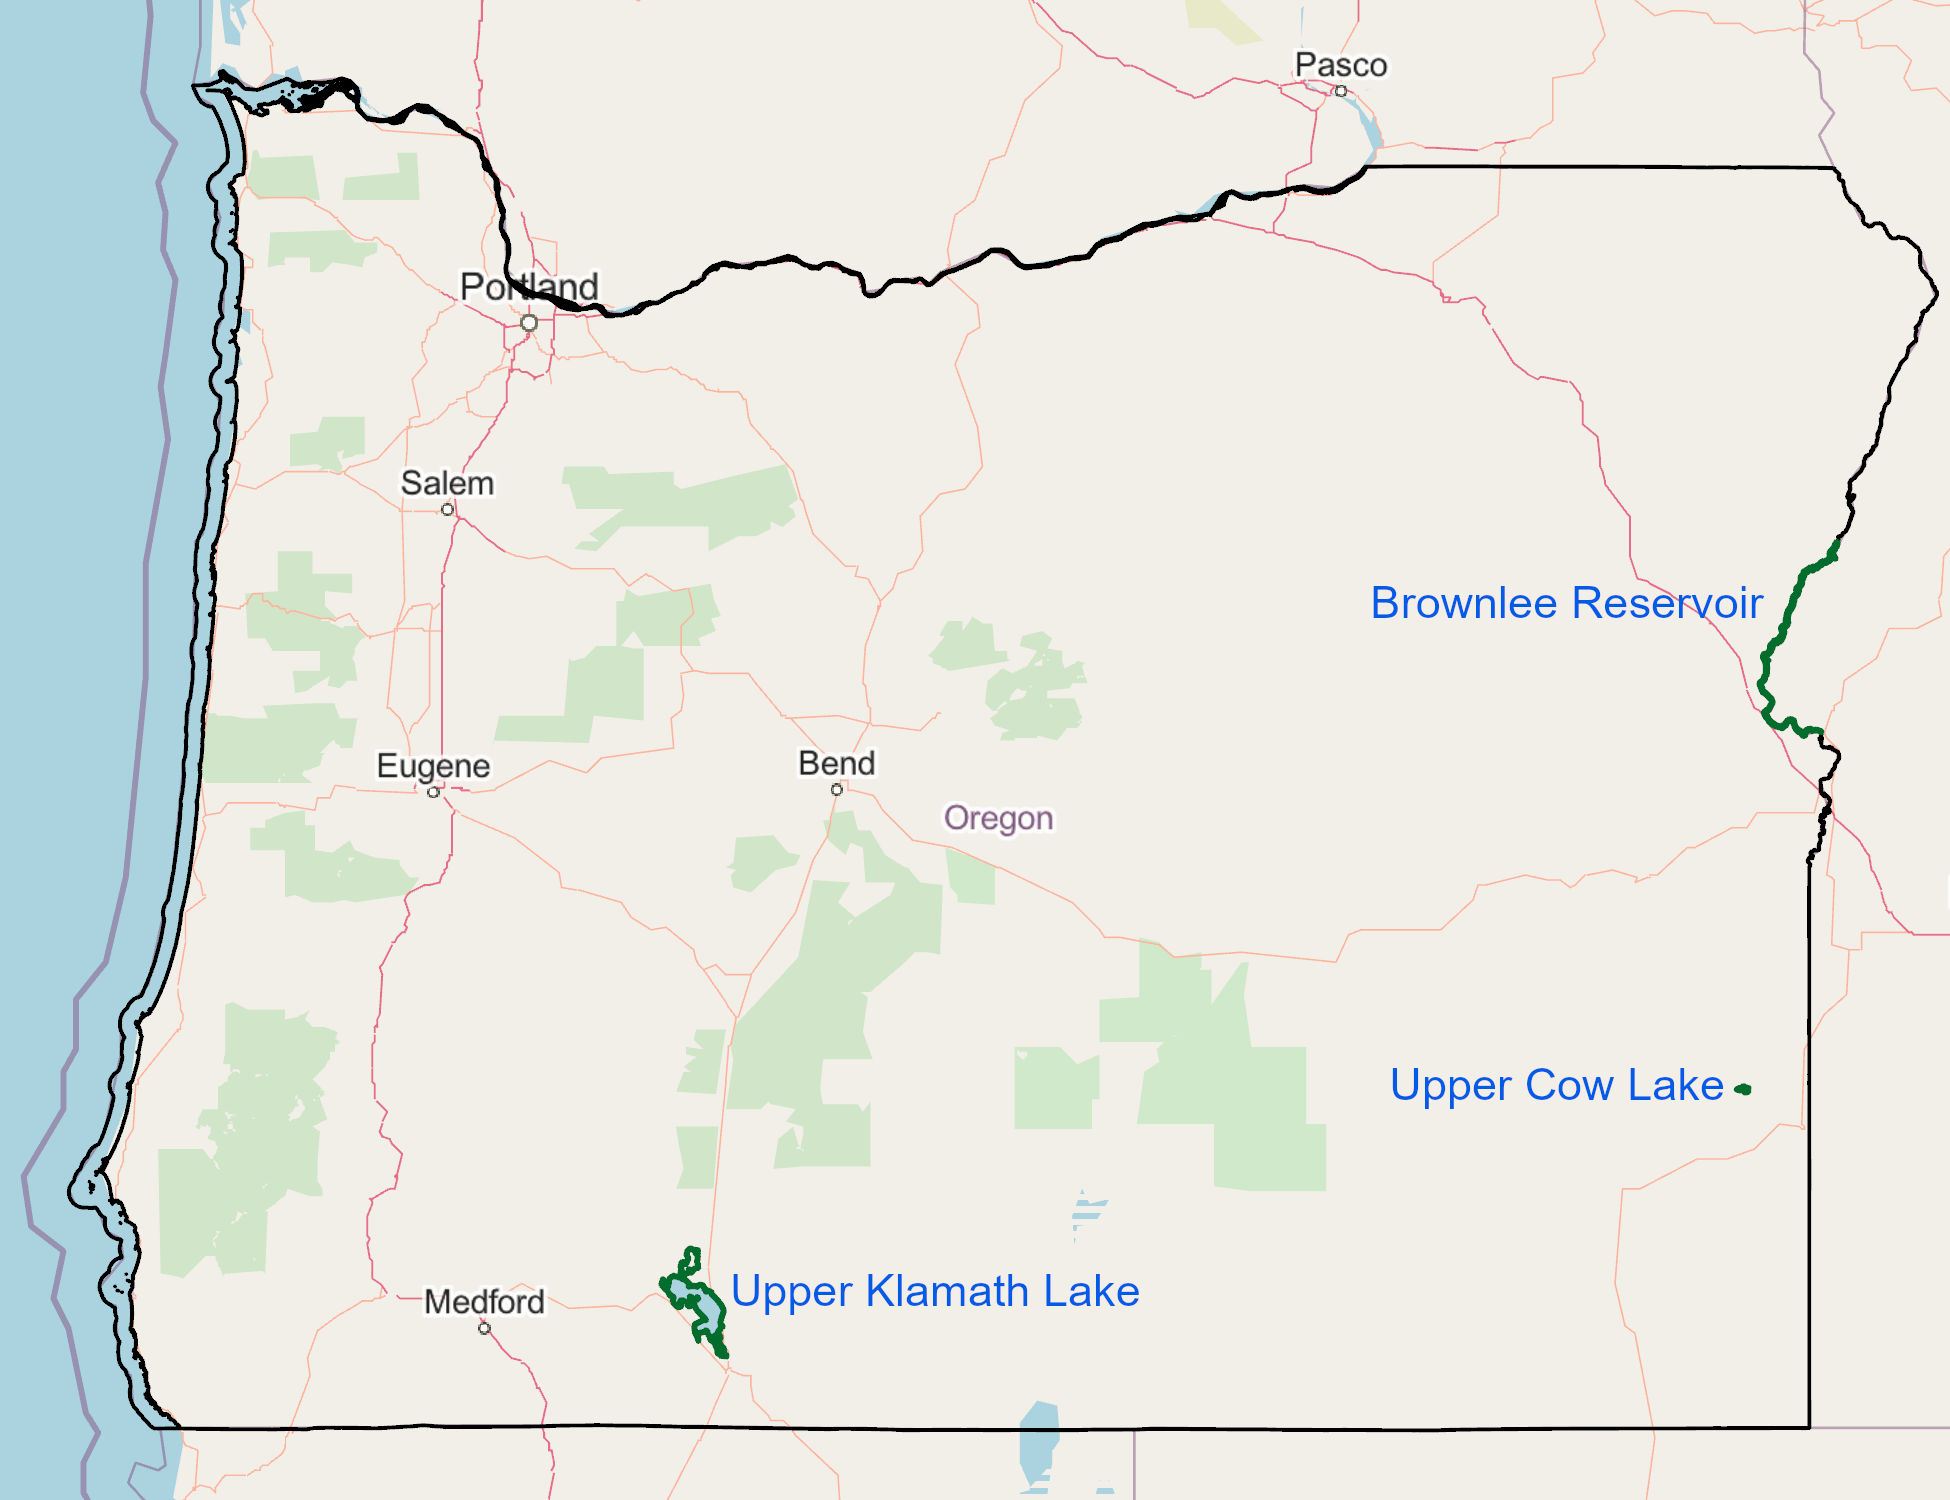 Pasco
Portland
Salem
Brownlee Reservoir
Eugene
Bend
Oregon
Upper Cow Lake
Upper Klamath Lake
Medford